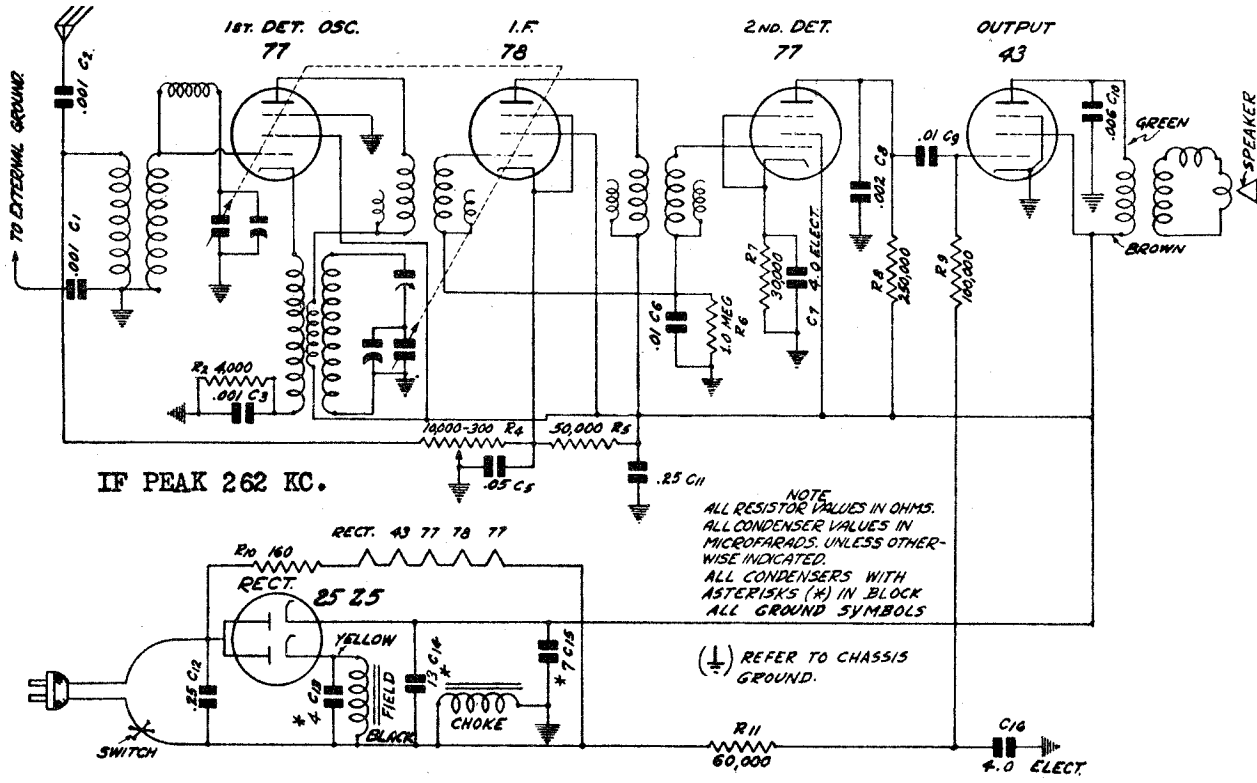 1ST. DET. OSC.
77
I.F.
78
2ND. DET.
77
OUTPUT
43
.001 C2
TO EXTERNAL GROUND.
.001 C1
.002 C8
.01 C9
.006 C10
GREEN
SPEAKER
BROWN
R7
30,000
4.0 ELECT.
C7
R8
250,000
R9
100,000
.01 C6
1.0 MEG
R6
R2 4,000
.001 C3
10,000-300 R4
50,000 R5
.05 C5
.25 C11
IF PEAK 262 KC.
NOTE
ALL RESISTOR VALUES IN OHMS.
ALL CONDENSER VALUES IN
MICROFARADS. UNLESS OTHER-
WISE INDICATED.
ALL CONDENSERS WITH
ASTERISKS (*) IN BLOCK
ALL GROUND SYMBOLS
REFER TO CHASSIS
GROUND.
RECT. 43 77 78 77
R10 160
RECT.
25 Z5
YELLOW
.25 C12
* 4 C13
FIELD
BLACK
13 C14
*
CHOKE
* 7 C15
SWITCH
R11
60,000
C16
4.0 ELECT.